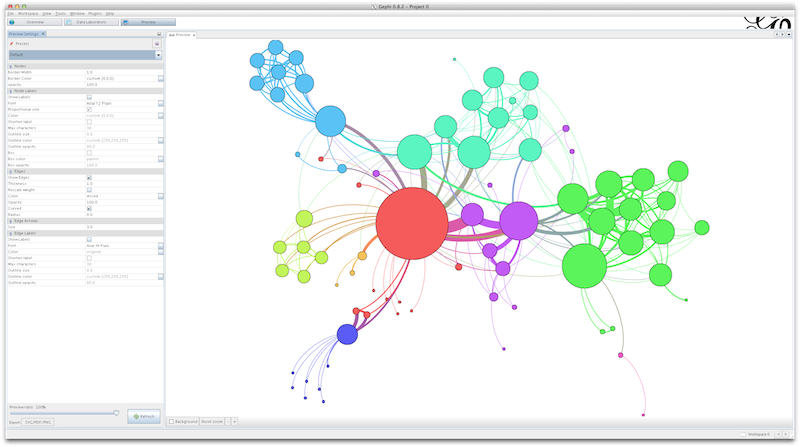 Gephi 0.8.2 - Project 0
File Workspace View Tools Window Plugins Help
Overview
Data Laboratory
Preview
Preview Settings
Preview
Presets
Default
Nodes
Border Width 1.0
Border Color custom [0,0,0]
Opacity 100.0
Node Labels
Show Labels
Font Arial 12 Plain
Proportional size
Color custom [0,0,0]
Shorten label
Max characters 30
Outline size 0.0
Outline color custom [255,255,255]
Outline opacity 80.0
Box
Box color parent
Box opacity 100.0
Edges
Show Edges
Thickness 1.0
Rescale weight
Color mixed
Opacity 100.0
Curved
Radius 0.0
Edge Arrows
Size 3.0
Edge Labels
Show Labels
Font Arial 10 Plain
Color original
Shorten label
Max characters 30
Outline size 0.0
Outline color custom [255,255,255]
Outline opacity 80.0
Preview ratio: 100%
Refresh
Export: SVG/PDF/PNG
Background
Reset zoom
- +
Workspace 0